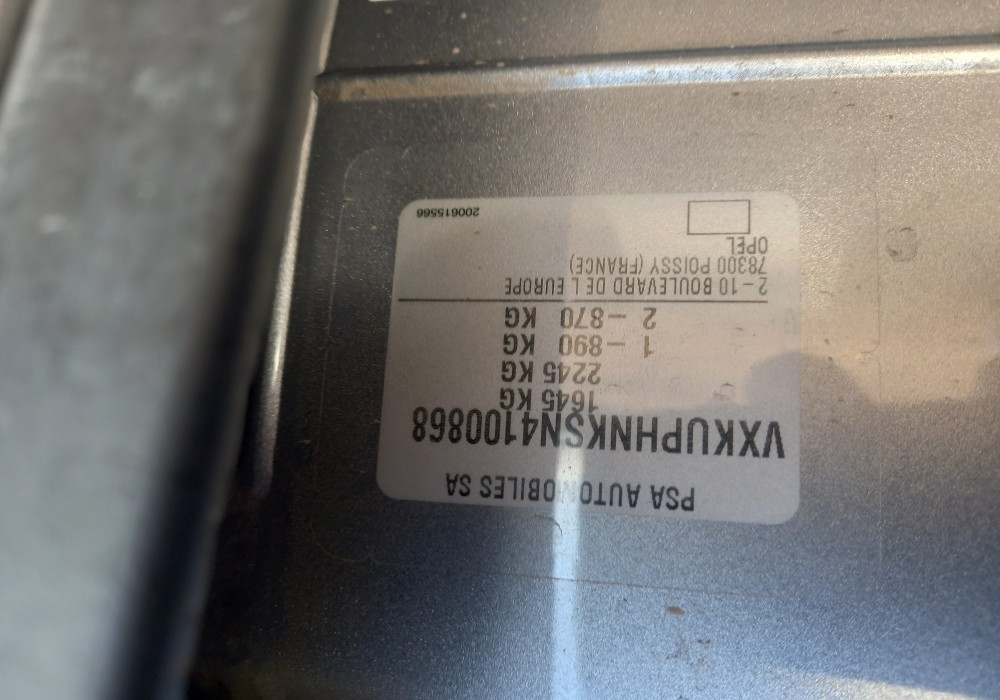 PSA AUTOMOBILES SA
VXKUPHNKSN4100868
1645 KG
2245 KG
1 – 890 KG
2 – 870 KG
2-10 BOULEVARD DE L EUROPE
78300 POISSY (FRANCE)
OPEL
200615566